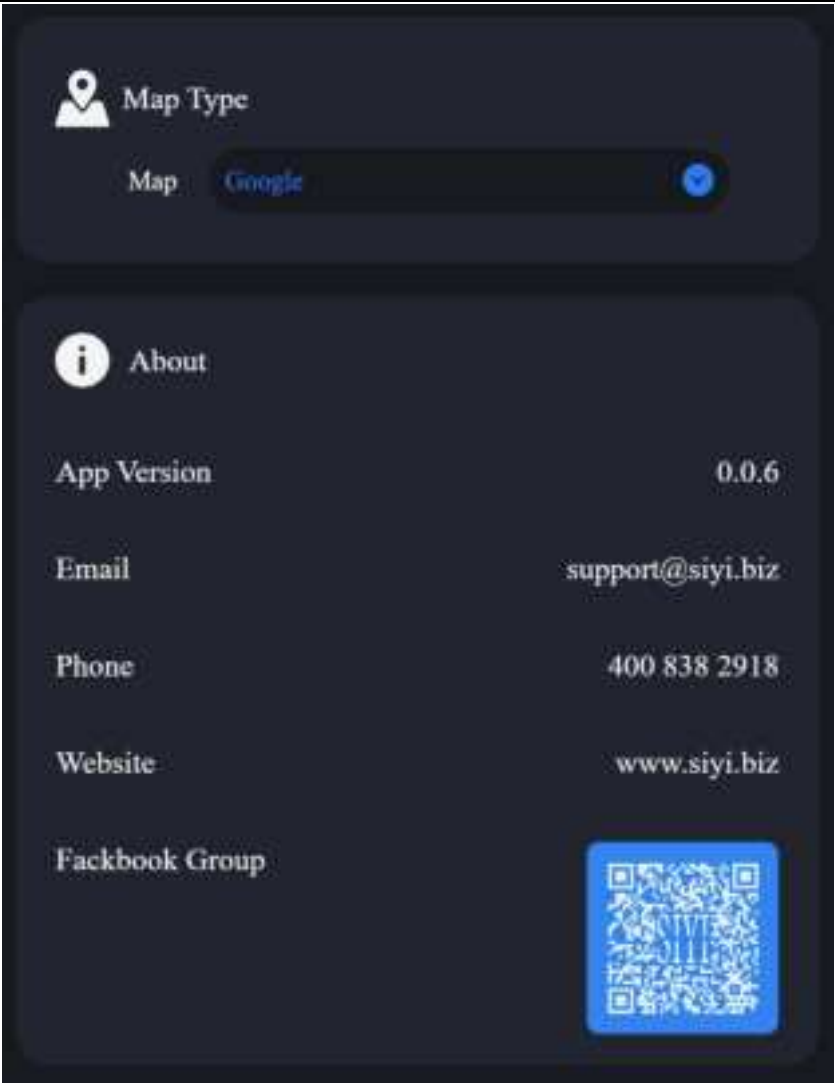 Map Type
Map Google
About
App Version 0.0.6
Email support@siyi.biz
Phone 400 838 2918
Website www.siyi.biz
Fackbook Group
SIYI